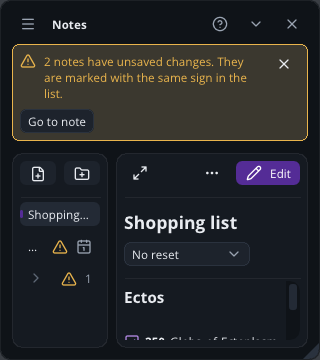 Notes
2 notes have unsaved changes. They
are marked with the same sign in the
list.
Go to note
Edit
Shopping...
...
1
Shopping list
No reset
Ectos